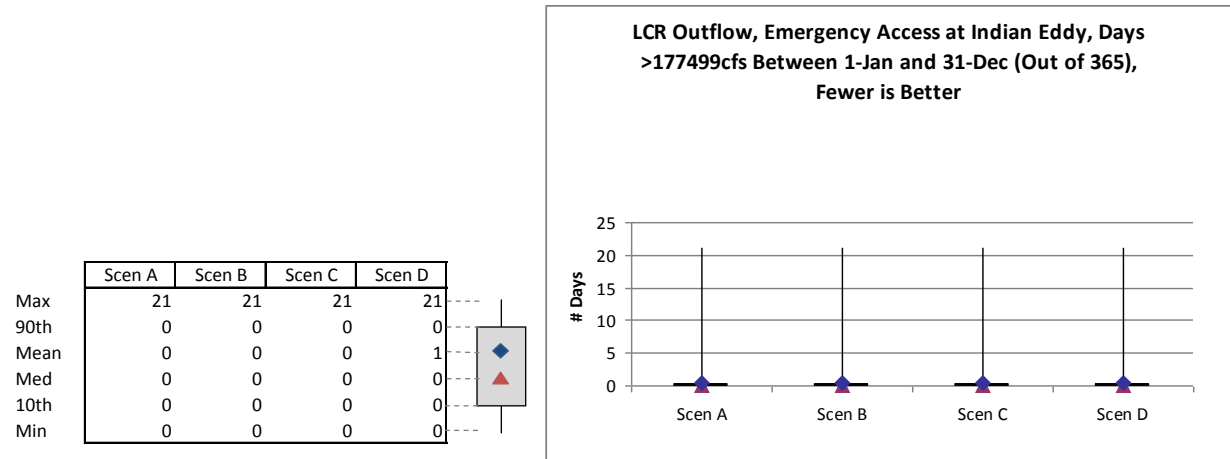 LCR Outflow, Emergency Access at Indian Eddy, Days
>177499cfs Between 1-Jan and 31-Dec (Out of 365),
Fewer is Better
Scen A Scen B Scen C Scen D
Max 21 21 21 21
90th 0 0 0 0
Mean 0 0 0 1
Med 0 0 0 0
10th 0 0 0 0
Min 0 0 0 0
# Days
25
20
15
10
5
0
Scen A Scen B Scen C Scen D